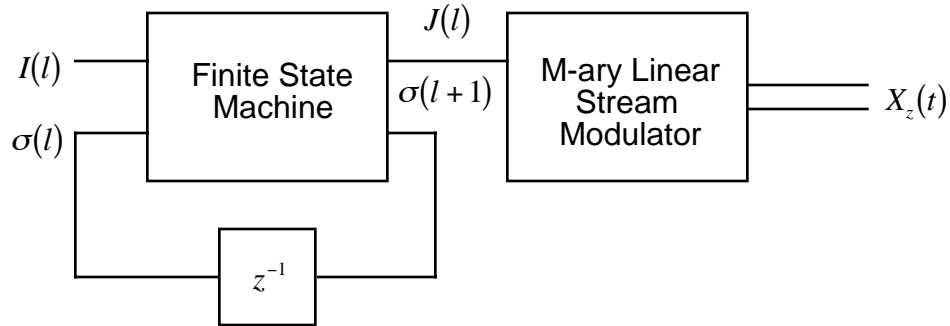 J(l)
I(l)
Finite State
Machine
M-ary Linear
Stream
Modulator
σ(l + 1)
X_z(t)
σ(l)
z⁻¹